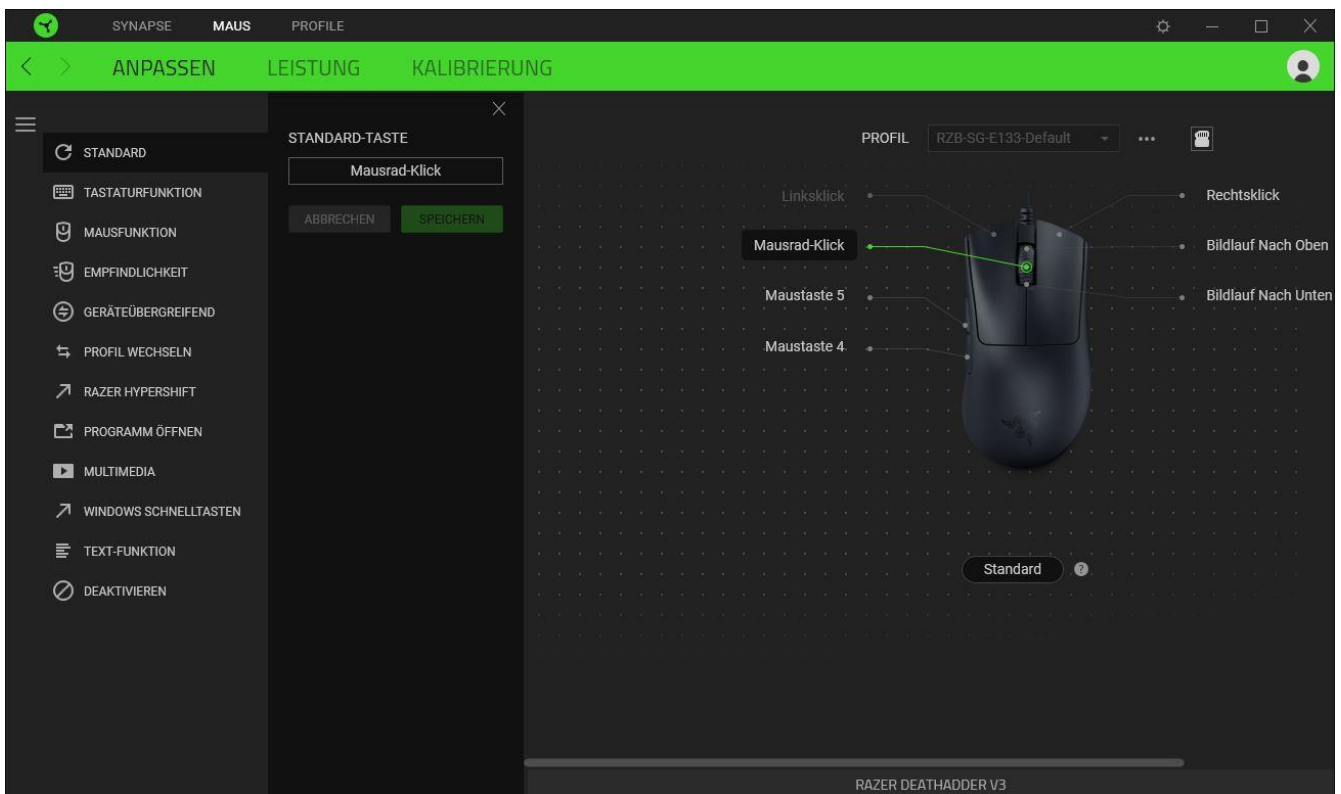 SYNAPSE MAUS PROFILE
ANPASSEN LEISTUNG KALIBRIERUNG
STANDARD
TASTATURFUNKTION
MAUSFUNKTION
EMPFINDLICHKEIT
GERÄTEÜBERGREIFEND
PROFIL WECHSELN
RAZER HYPERSHIFT
PROGRAMM ÖFFNEN
MULTIMEDIA
WINDOWS SCHNELLTASTEN
TEXT-FUNKTION
DEAKTIVIEREN
STANDARD-TASTE
Mausrad-Klick
ABBRECHEN SPEICHERN
PROFIL RZB-SG-E133-Default
Linksklick
Mausrad-Klick
Maustaste 5
Maustaste 4
Rechtsklick
Bildlauf Nach Oben
Bildlauf Nach Unten
Standard ?
RAZER DEATHADDER V3